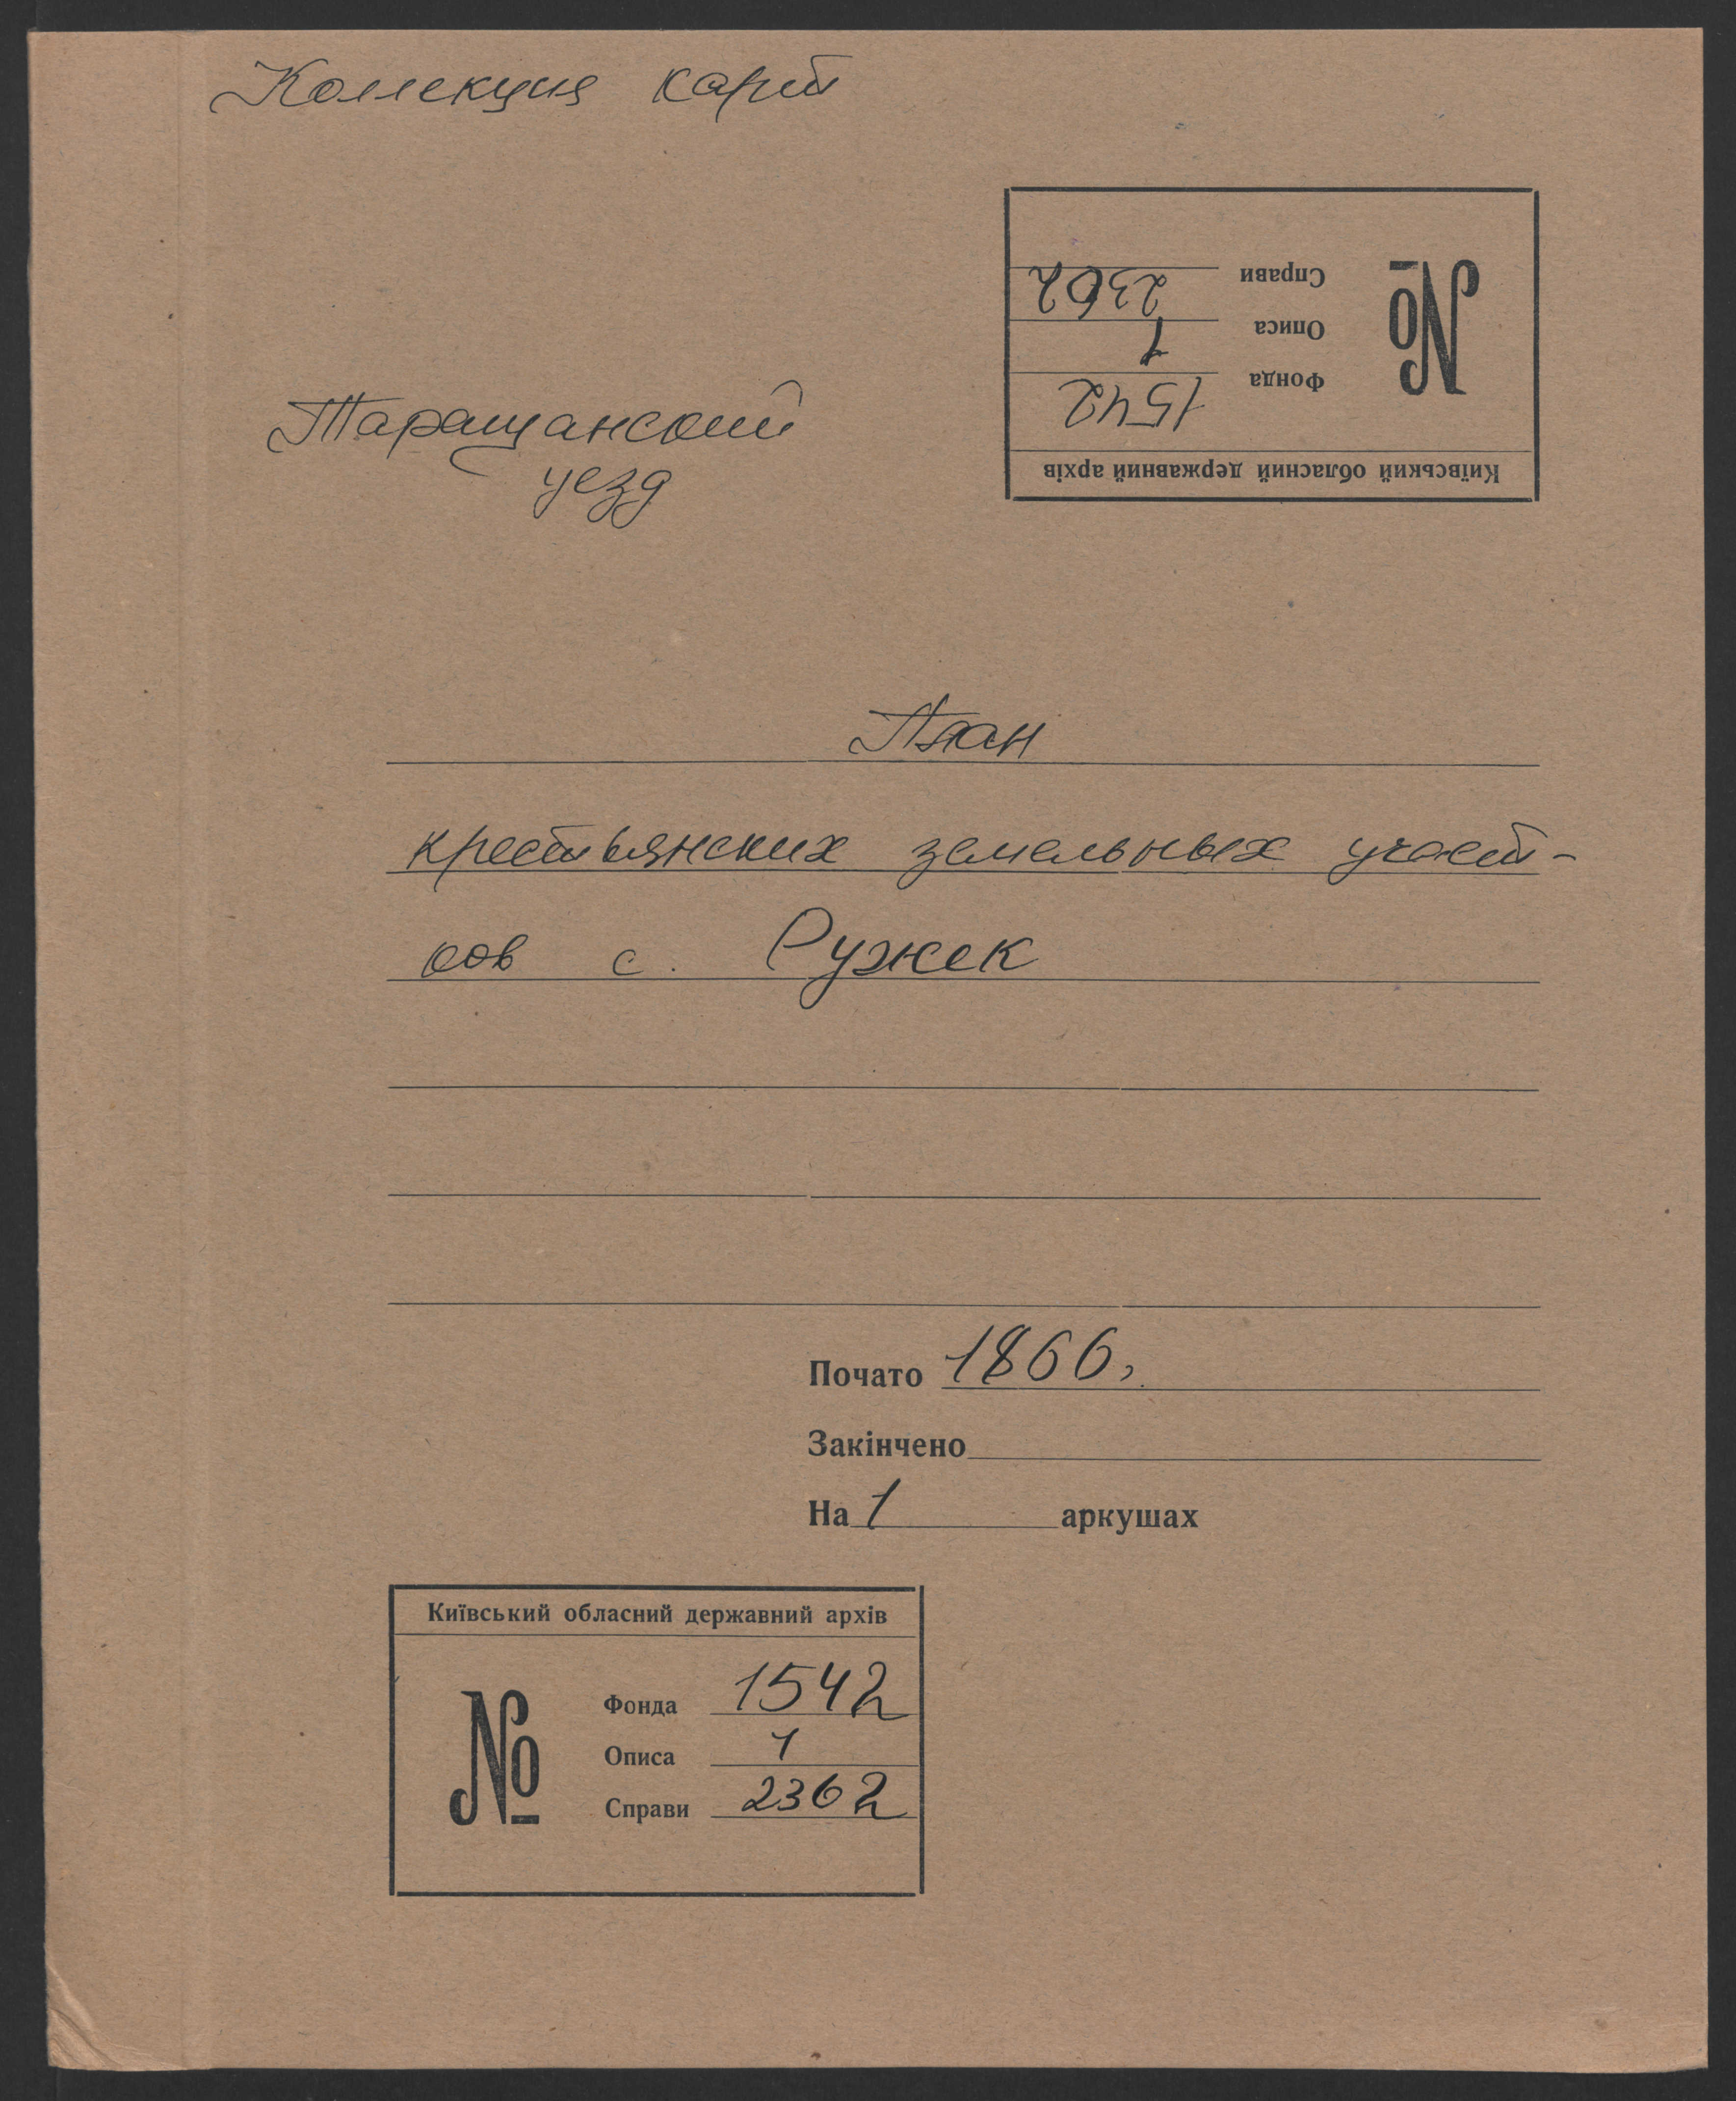 Коллекция карт
Київський обласний державний архів
№
Фонда 1542
Описа 1
Справи 2362
Таращанский
уезд
План
крестьянских земельных участ-
ков с. Ружек
Почато 1866.
Закінчено
На 1 аркушах
Київський обласний державний архів
№
Фонда 1542
Описа 1
Справи 2362